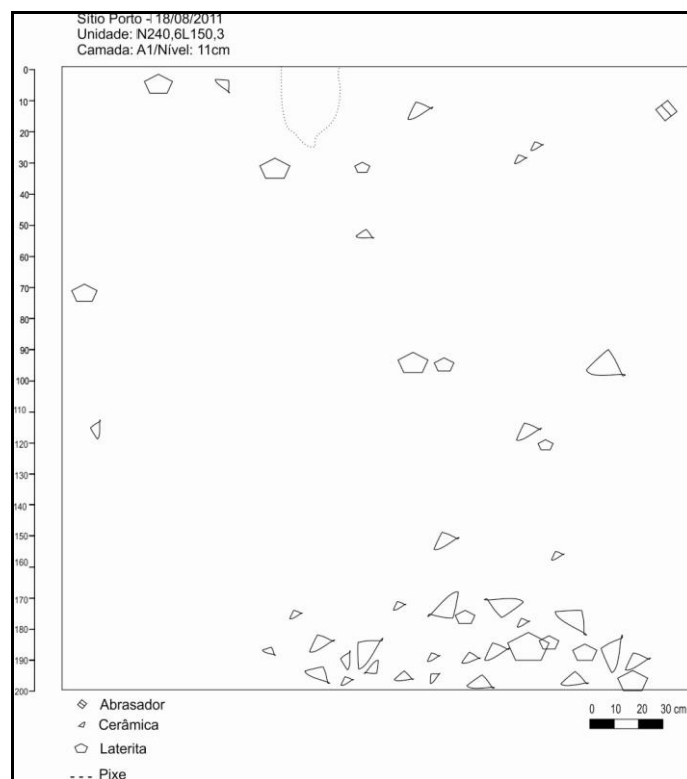 Sítio Porto - 18/08/2011
Unidade: N240,6L150,3
Camada: A1/Nível: 11cm
0
10
20
30
40
50
60
70
80
90
100
110
120
130
140
150
160
170
180
190
200
Abrasador
Cerâmica
Laterita
Pixe
0 10 20 30 cm